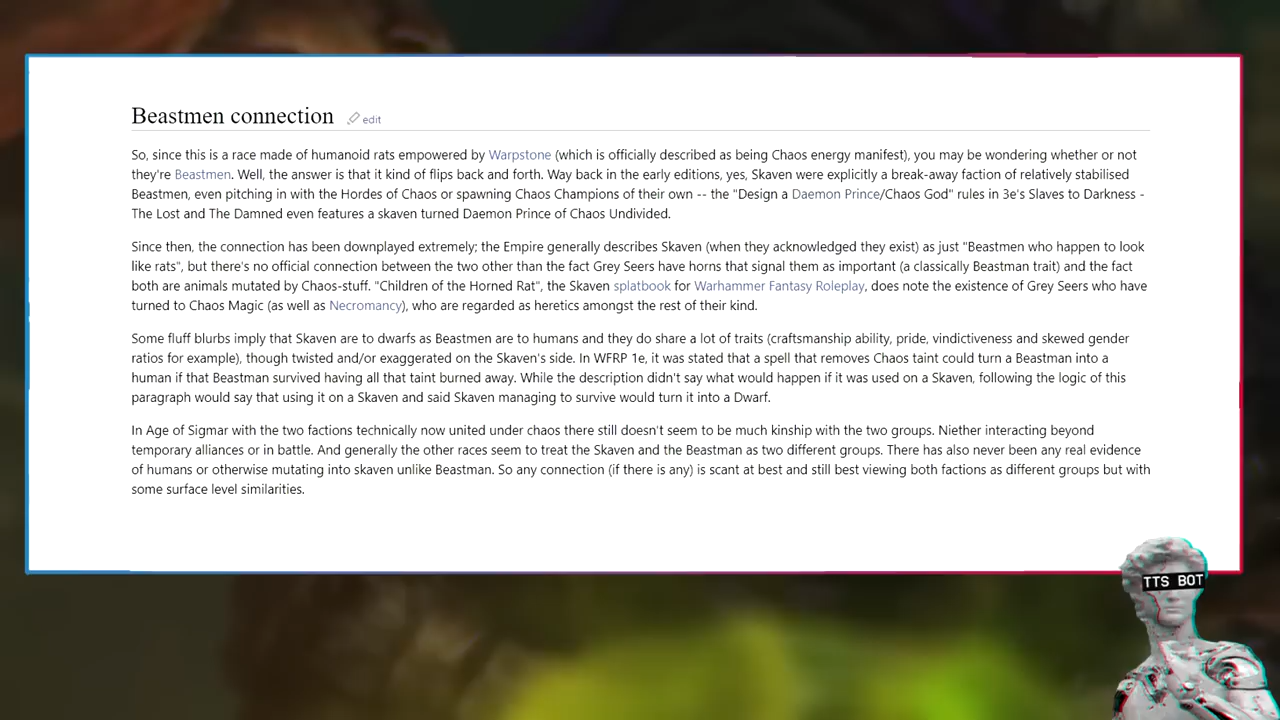 Beastmen connection edit
So, since this is a race made of humanoid rats empowered by Warpstone (which is officially described as being Chaos energy manifest), you may be wondering whether or not
they're Beastmen. Well, the answer is that it kind of flips back and forth. Way back in the early editions, yes, Skaven were explicitly a break-away faction of relatively stabilised
Beastmen, even pitching in with the Hordes of Chaos or spawning Chaos Champions of their own -- the "Design a Daemon Prince/Chaos God" rules in 3e's Slaves to Darkness -
The Lost and The Damned even features a skaven turned Daemon Prince of Chaos Undivided.
Since then, the connection has been downplayed extremely; the Empire generally describes Skaven (when they acknowledged they exist) as just "Beastmen who happen to look
like rats", but there's no official connection between the two other than the fact Grey Seers have horns that signal them as important (a classically Beastman trait) and the fact
both are animals mutated by Chaos-stuff. "Children of the Horned Rat", the Skaven splatbook for Warhammer Fantasy Roleplay, does note the existence of Grey Seers who have
turned to Chaos Magic (as well as Necromancy), who are regarded as heretics amongst the rest of their kind.
Some fluff blurbs imply that Skaven are to dwarfs as Beastmen are to humans and they do share a lot of traits (craftsmanship ability, pride, vindictiveness and skewed gender
ratios for example), though twisted and/or exaggerated on the Skaven's side. In WFRP 1e, it was stated that a spell that removes Chaos taint could turn a Beastman into a
human if that Beastman survived having all that taint burned away. While the description didn't say what would happen if it was used on a Skaven, following the logic of this
paragraph would say that using it on a Skaven and said Skaven managing to survive would turn it into a Dwarf.
In Age of Sigmar with the two factions technically now united under chaos there still doesn't seem to be much kinship with the two groups. Niether interacting beyond
temporary alliances or in battle. And generally the other races seem to treat the Skaven and the Beastman as two different groups. There has also never been any real evidence
of humans or otherwise mutating into skaven unlike Beastman. So any connection (if there is any) is scant at best and still best viewing both factions as different groups but with
some surface level similarities.
TTS BOT